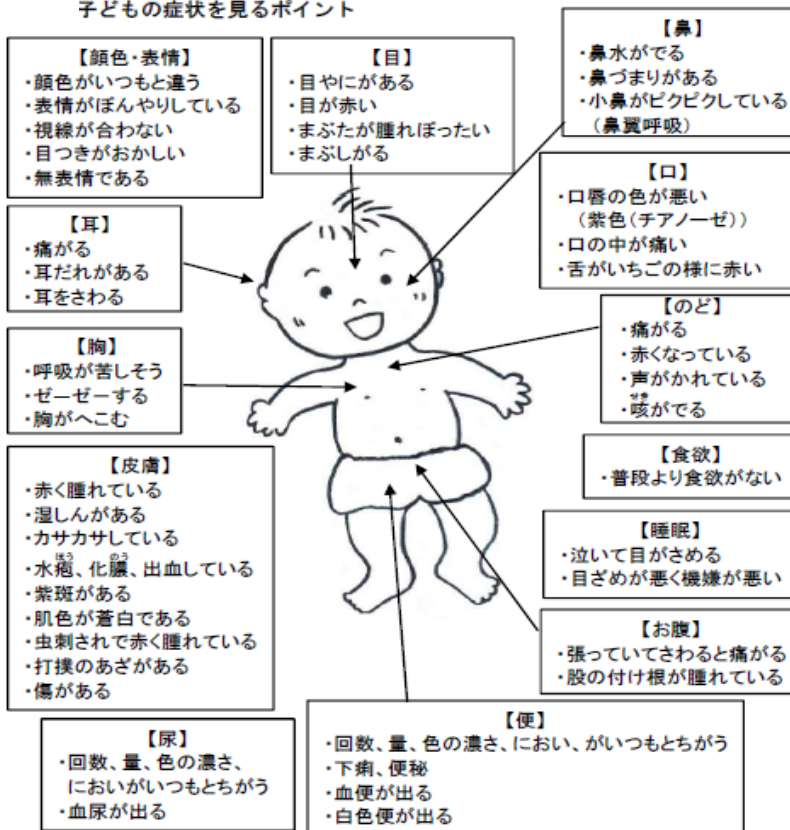 子どもの症状を見るポイント
【顔色・表情】
・顔色がいつもと違う
・表情がぼんやりしている
・視線が合わない
・目つきがおかしい
・無表情である
【目】
・目やにがある
・目が赤い
・まぶたが腫れぼったい
・まぶしがる
【鼻】
・鼻水がでる
・鼻づまりがある
・小鼻がピクピクしている
（鼻翼呼吸）
【耳】
・痛がる
・耳だれがある
・耳をさわる
【口】
・口唇の色が悪い
（紫色（チアノーゼ））
・口の中が痛い
・舌がいちごの様に赤い
【胸】
・呼吸が苦しそう
・ゼーゼーする
・胸がへこむ
【のど】
・痛がる
・赤くなっている
・声がかれている
せき
・咳がでる
【皮膚】
・赤く腫れている
・湿しんがある
・カサカサしている
ほう のう
・水疱、化膿、出血している
・紫斑がある
・肌色が蒼白である
・虫刺されで赤く腫れている
・打撲のあざがある
・傷がある
【食欲】
・普段より食欲がない
【睡眠】
・泣いて目がさめる
・目ざめが悪く機嫌が悪い
【お腹】
・張っていてさわると痛がる
・股の付け根が腫れている
【尿】
・回数、量、色の濃さ、
においがいつもとちがう
・血尿が出る
【便】
・回数、量、色の濃さ、におい、がいつもとちがう
・下痢、便秘
・血便が出る
・白色便が出る